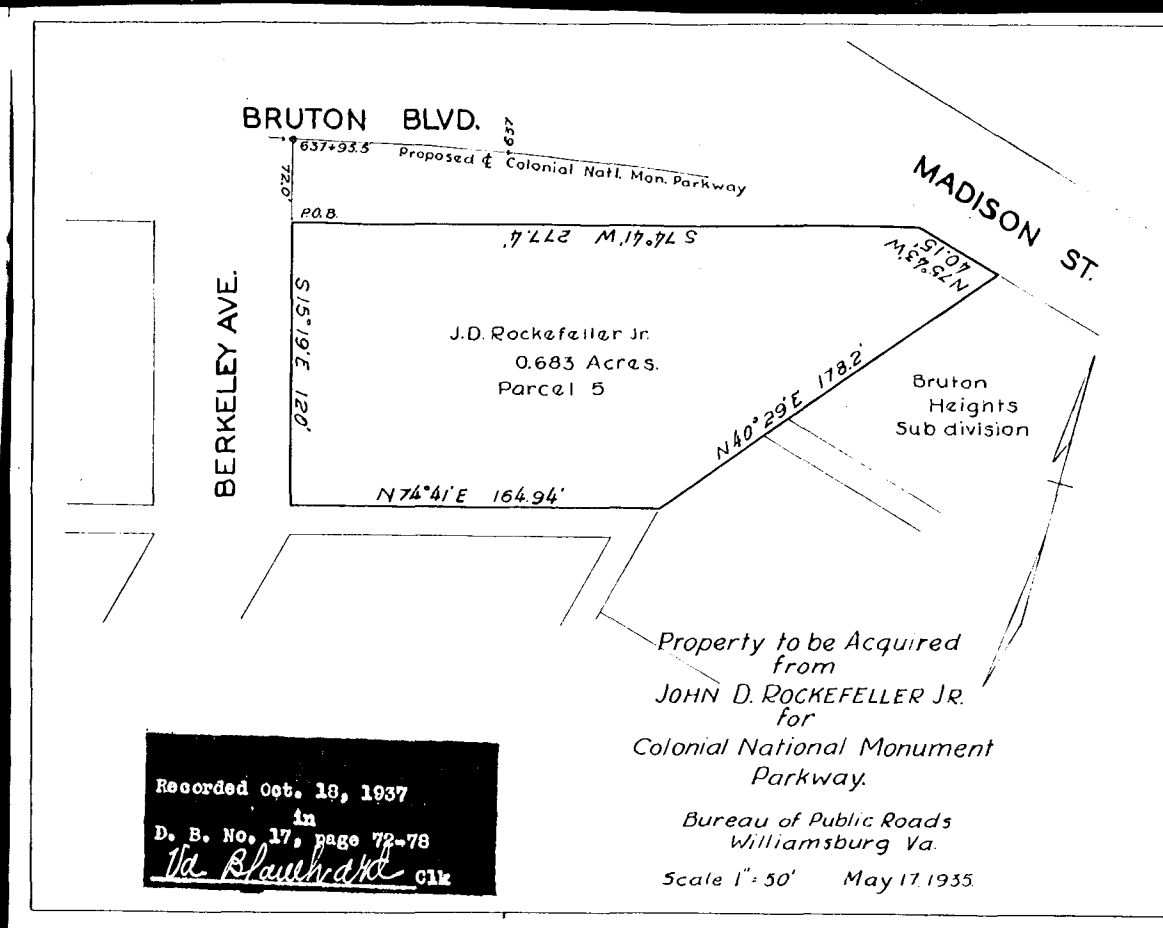 BRUTON BLVD.
637
637+93.5
Proposed ⅊ Colonial Natl. Mon. Parkway
72.0'
P.O.B.
MADISON ST.
S 74°41' W 277.4'
N75°43'W
40.15'
BERKELEY AVE.
S 15°19'E 120'
J.D. Rockefeller Jr.
0.683 Acres.
Parcel 5
N40°29'E 178.2'
Bruton
Heights
Sub division
N 74°41'E 164.94'
Property to be Acquired
from
JOHN D. ROCKEFELLER JR.
for
Colonial National Monument
Parkway.
Bureau of Public Roads
Williamsburg Va.
Scale 1"=50' May 17 1935
Recorded Oct. 18, 1937
in
D. B. No. 17, page 72-78
Clk